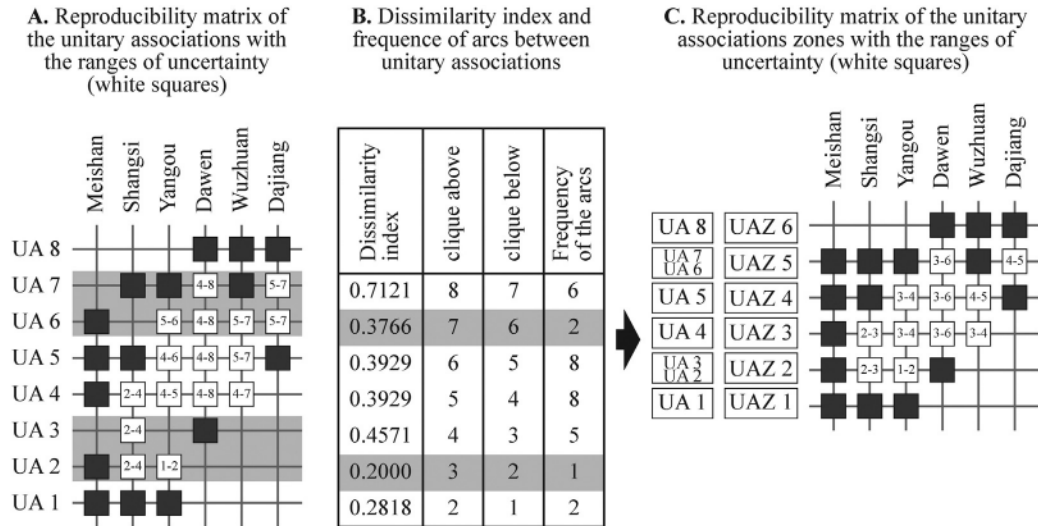 A. Reproducibility matrix of
the unitary associations with
the ranges of uncertainty
(white squares)
Meishan
Shangsi
Yangou
Dawen
Wuzhuan
Dajiang
UA 8
UA 7 4-8 5-7
UA 6 5-6 4-8 5-7 5-7
UA 5 4-6 4-8 5-7
UA 4 2-4 4-5 4-8 4-7
UA 3 2-4
UA 2 2-4 1-2
UA 1
B. Dissimilarity index and
frequence of arcs between
unitary associations
Dissimilarity
index
clique above
clique below
Frequency
of the arcs
0.7121 8 7 6
0.3766 7 6 2
0.3929 6 5 8
0.3929 5 4 8
0.4571 4 3 5
0.2000 3 2 1
0.2818 2 1 2
C. Reproducibility matrix of the unitary
associations zones with the ranges of
uncertainty (white squares)
Meishan
Shangsi
Yangou
Dawen
Wuzhuan
Dajiang
UA 8 UAZ 6
UA 7
UA 6
UAZ 5 3-6 4-5
UA 5 UAZ 4 3-4 3-6 4-5
UA 4 UAZ 3 2-3 3-4 3-6 3-4
UA 3
UA 2
UAZ 2 2-3 1-2
UA 1 UAZ 1